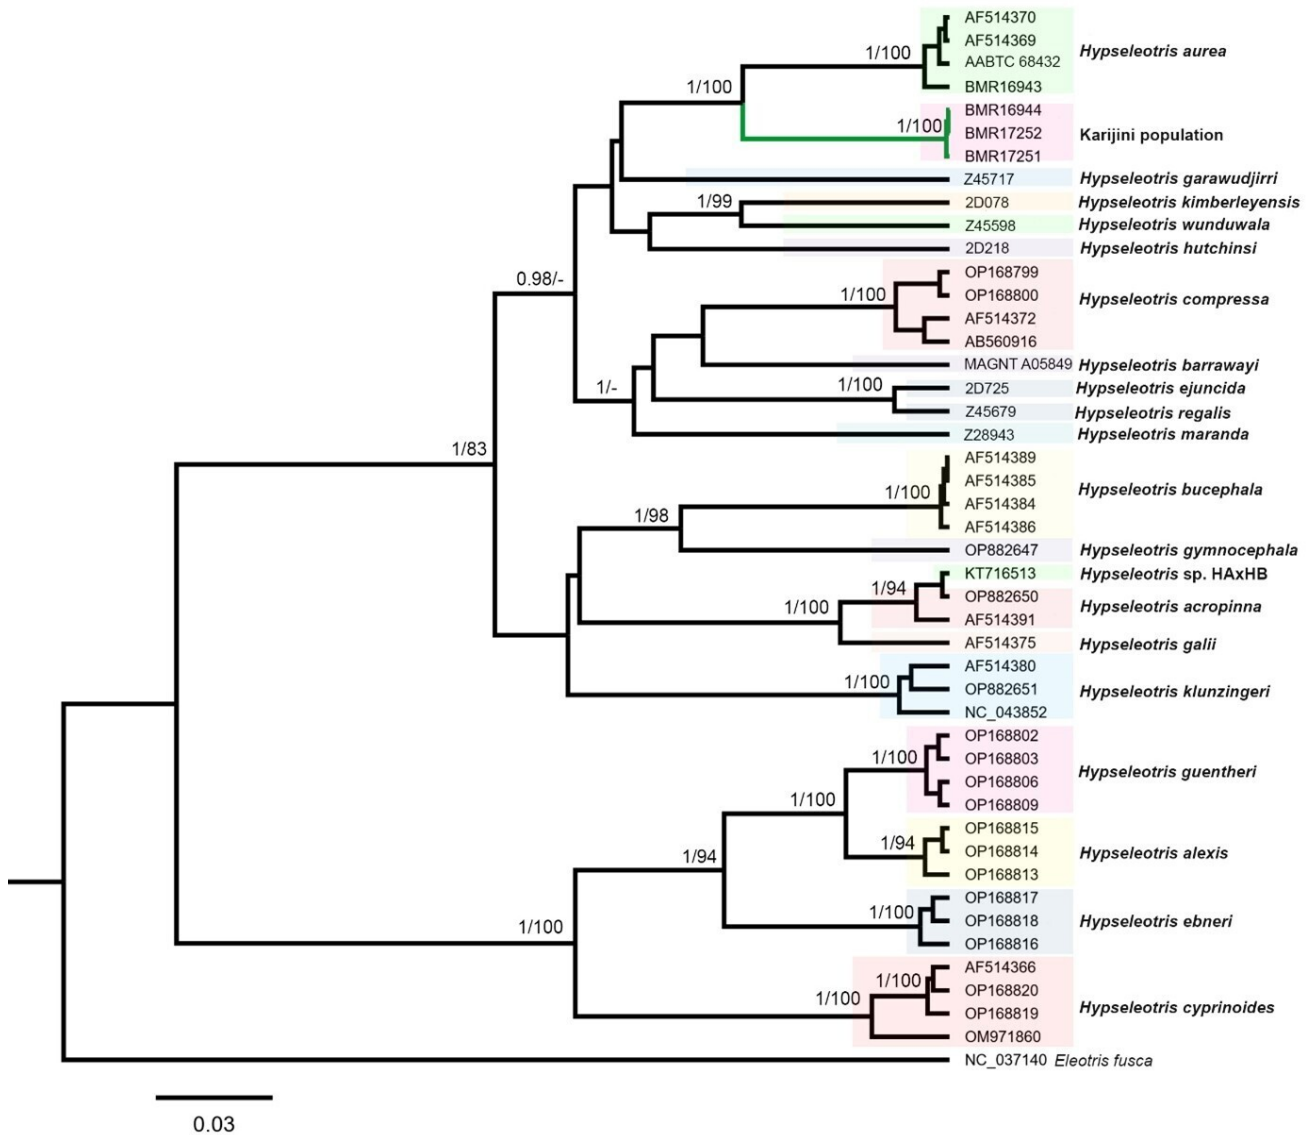 AF514370
AF514369
Hypseleotris aurea
1/100
AABTC 68432
1/100
BMR16943
BMR16944
1/100
BMR17252
Karijini population
BMR17251
Z45717
Hypseleotris garawudjirri
1/99
2D078
Hypseleotris kimberleyensis
Z45598
Hypseleotris wunduwala
2D218
Hypseleotris hutchinsi
0.98/-
OP168799
1/100
OP168800
Hypseleotris compressa
AF514372
AB560916
MAGNT A05849
Hypseleotris barrawayi
1/-
1/100
2D725
Hypseleotris ejuncida
Z45679
Hypseleotris regalis
Z28943
Hypseleotris maranda
1/83
AF514389
AF514385
Hypseleotris bucephala
1/100
AF514384
1/98
AF514386
OP882647
Hypseleotris gymnocephala
KT716513
Hypseleotris sp. HAxHB
1/94
OP882650
Hypseleotris acropinna
1/100
AF514391
AF514375
Hypseleotris galii
AF514380
1/100
OP882651
Hypseleotris klunzingeri
NC_043852
OP168802
1/100
OP168803
Hypseleotris guentheri
OP168806
1/100
OP168809
OP168815
1/94
1/94
OP168814
Hypseleotris alexis
OP168813
OP168817
1/100
1/100
OP168818
Hypseleotris ebneri
OP168816
AF514366
1/100
OP168820
1/100
Hypseleotris cyprinoides
OP168819
OM971860
NC_037140 Eleotris fusca
0.03